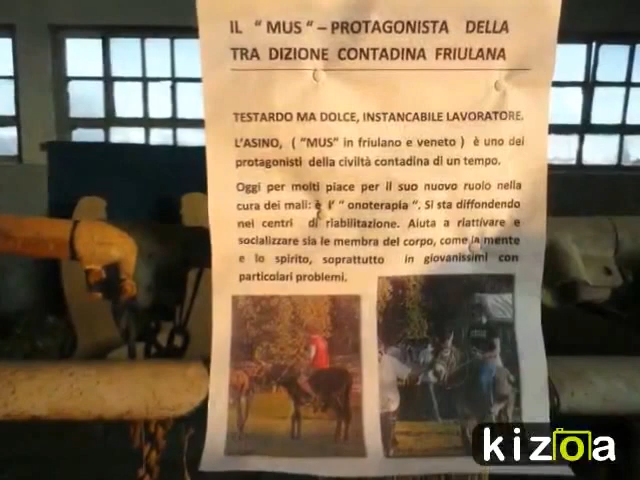 IL “ MUS “ – PROTAGONISTA DELLA
TRA DIZIONE CONTADINA FRIULANA
TESTARDO MA DOLCE, INSTANCABILE LAVORATORE.
L’ASINO, ( “MUS” in friulano e veneto ) è uno dei
protagonisti della civiltà contadina di un tempo.
Oggi per molti piace per il suo nuovo ruolo nella
cura dei mali: è l’ “ onoterapia “. Si sta diffondendo
nei centri di riabilitazione. Aiuta a riattivare e
socializzare sia le membra del corpo, come la mente
e lo spirito, soprattutto in giovanissimi con
particolari problemi.
kizoa